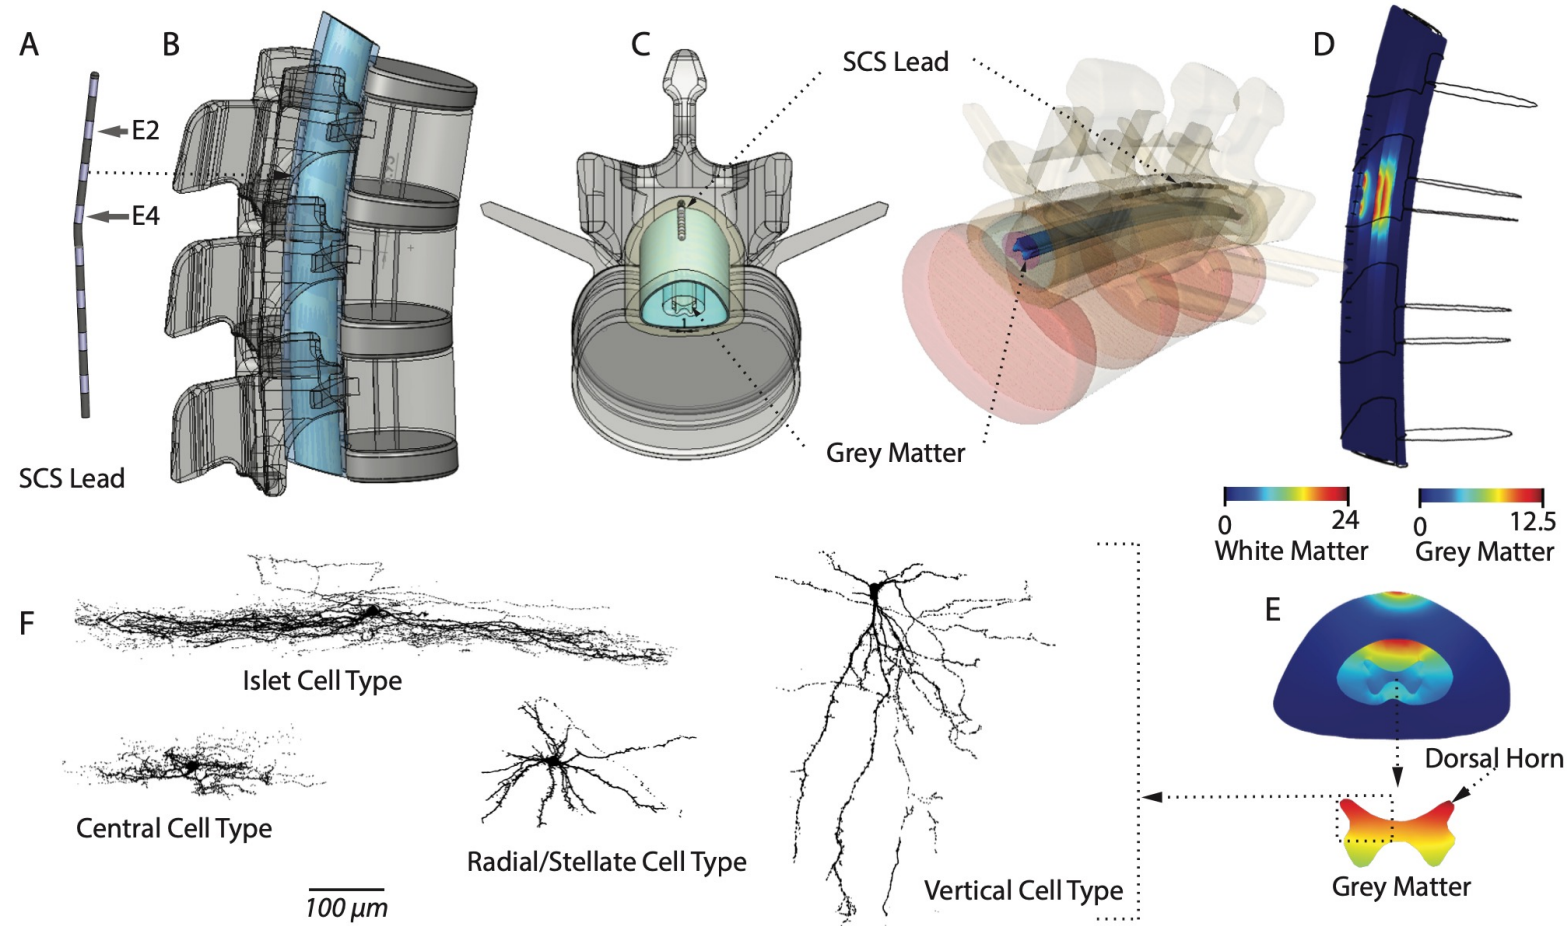 A
B
C
D
SCS Lead
E2
E4
Grey Matter
SCS Lead
0
24
White Matter
0
12.5
Grey Matter
F
E
Islet Cell Type
Central Cell Type
Radial/Stellate Cell Type
Vertical Cell Type
Dorsal Horn
Grey Matter
100 µm